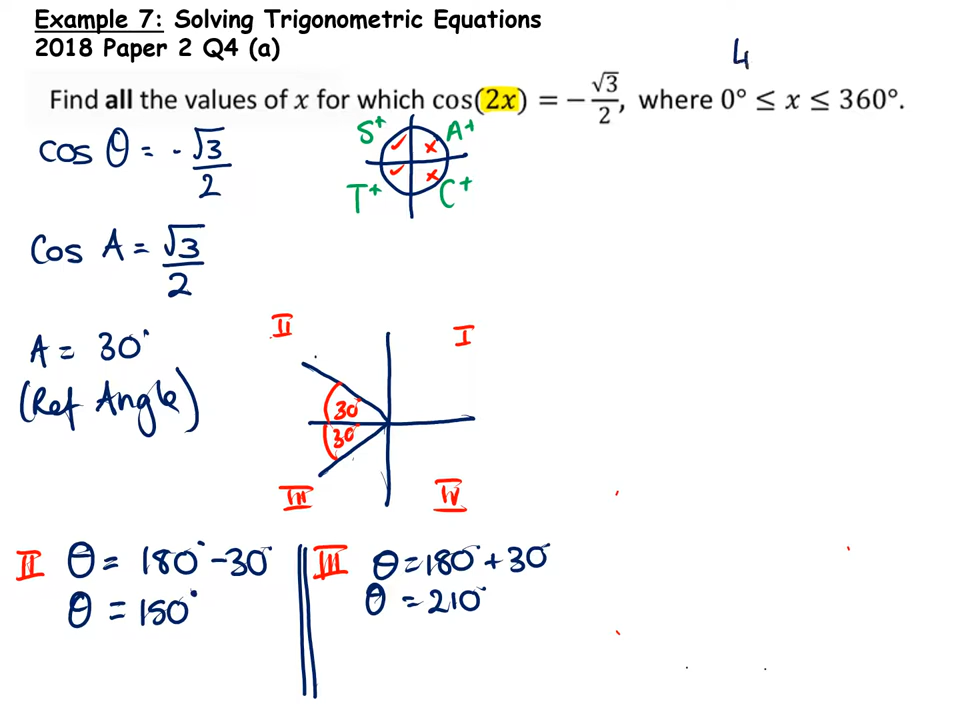 Example 7: Solving Trigonometric Equations
2018 Paper 2 Q4 (a)
4
Find all the values of x for which cos(2x) = −√3/2, where 0° ≤ x ≤ 360°.
cos θ = -√3/2
S+ A+
T+ C+
cos A = √3/2
A = 30°
(Ref Angle)
II I
30°
30°
III IV
II θ = 180° - 30°
θ = 150°
III θ = 180° + 30°
θ = 210°